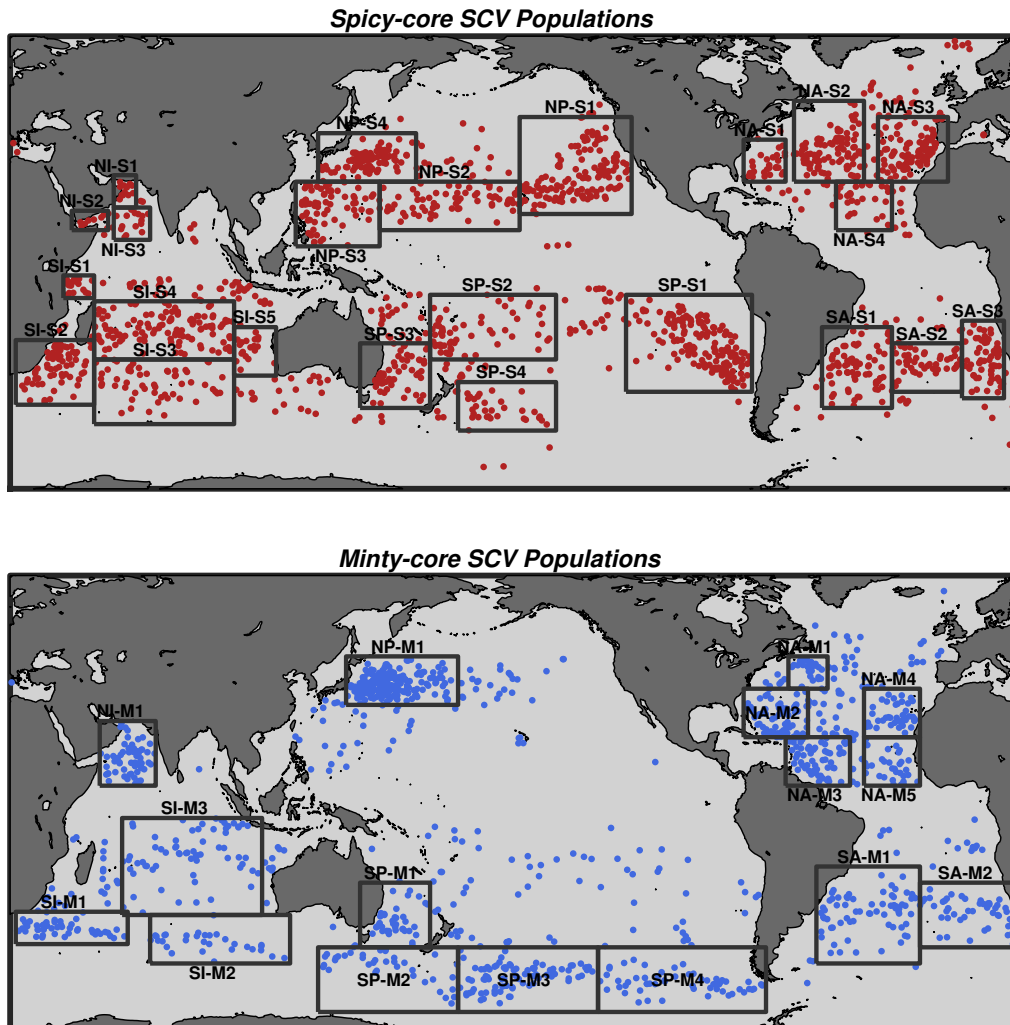 Spicy-core SCV Populations
NA-S2
NP-S1
NA-S3
NP-S4
NA-S1
NI-S1
NP-S2
NI-S2
NA-S4
NI-S3
NP-S3
SI-S1
SI-S4
SP-S2
SP-S1
SI-S5
SA-S1
SA-S3
SI-S2
SP-S3
SA-S2
SI-S3
SP-S4
Minty-core SCV Populations
NP-M1
NA-M1
NA-M4
NI-M1
NA-M2
NA-M3
NA-M5
SI-M3
SP-M1
SA-M1
SA-M2
SI-M1
SI-M2
SP-M2
SP-M3
SP-M4